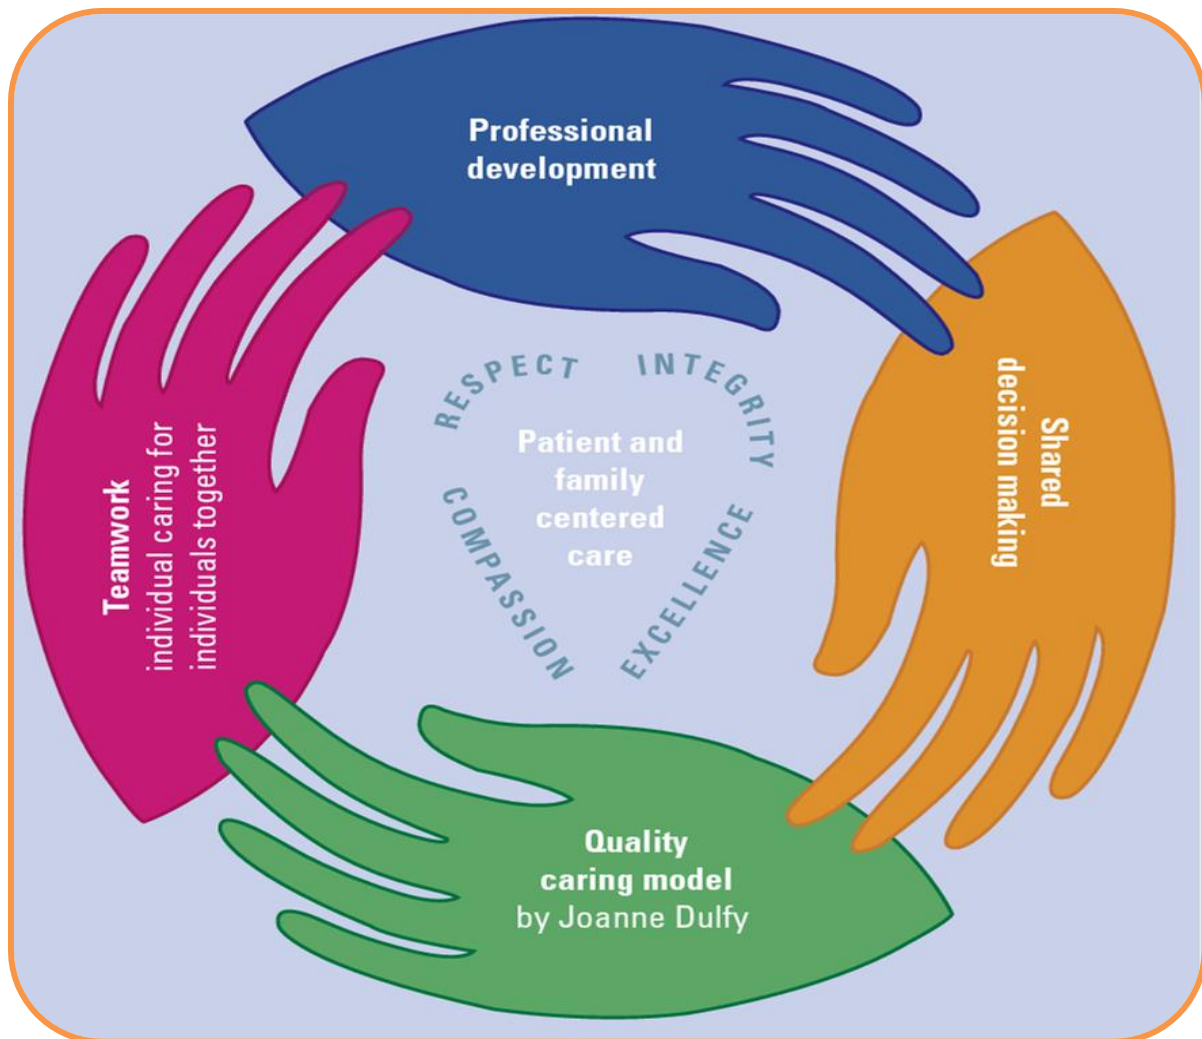 Professional
development
Shared
decision making
Quality
caring model
by Joanne Dulfy
Teamwork
individual caring for
individuals together
RESPECT
INTEGRITY
COMPASSION
EXCELLENCE
Patient and
family
centered
care